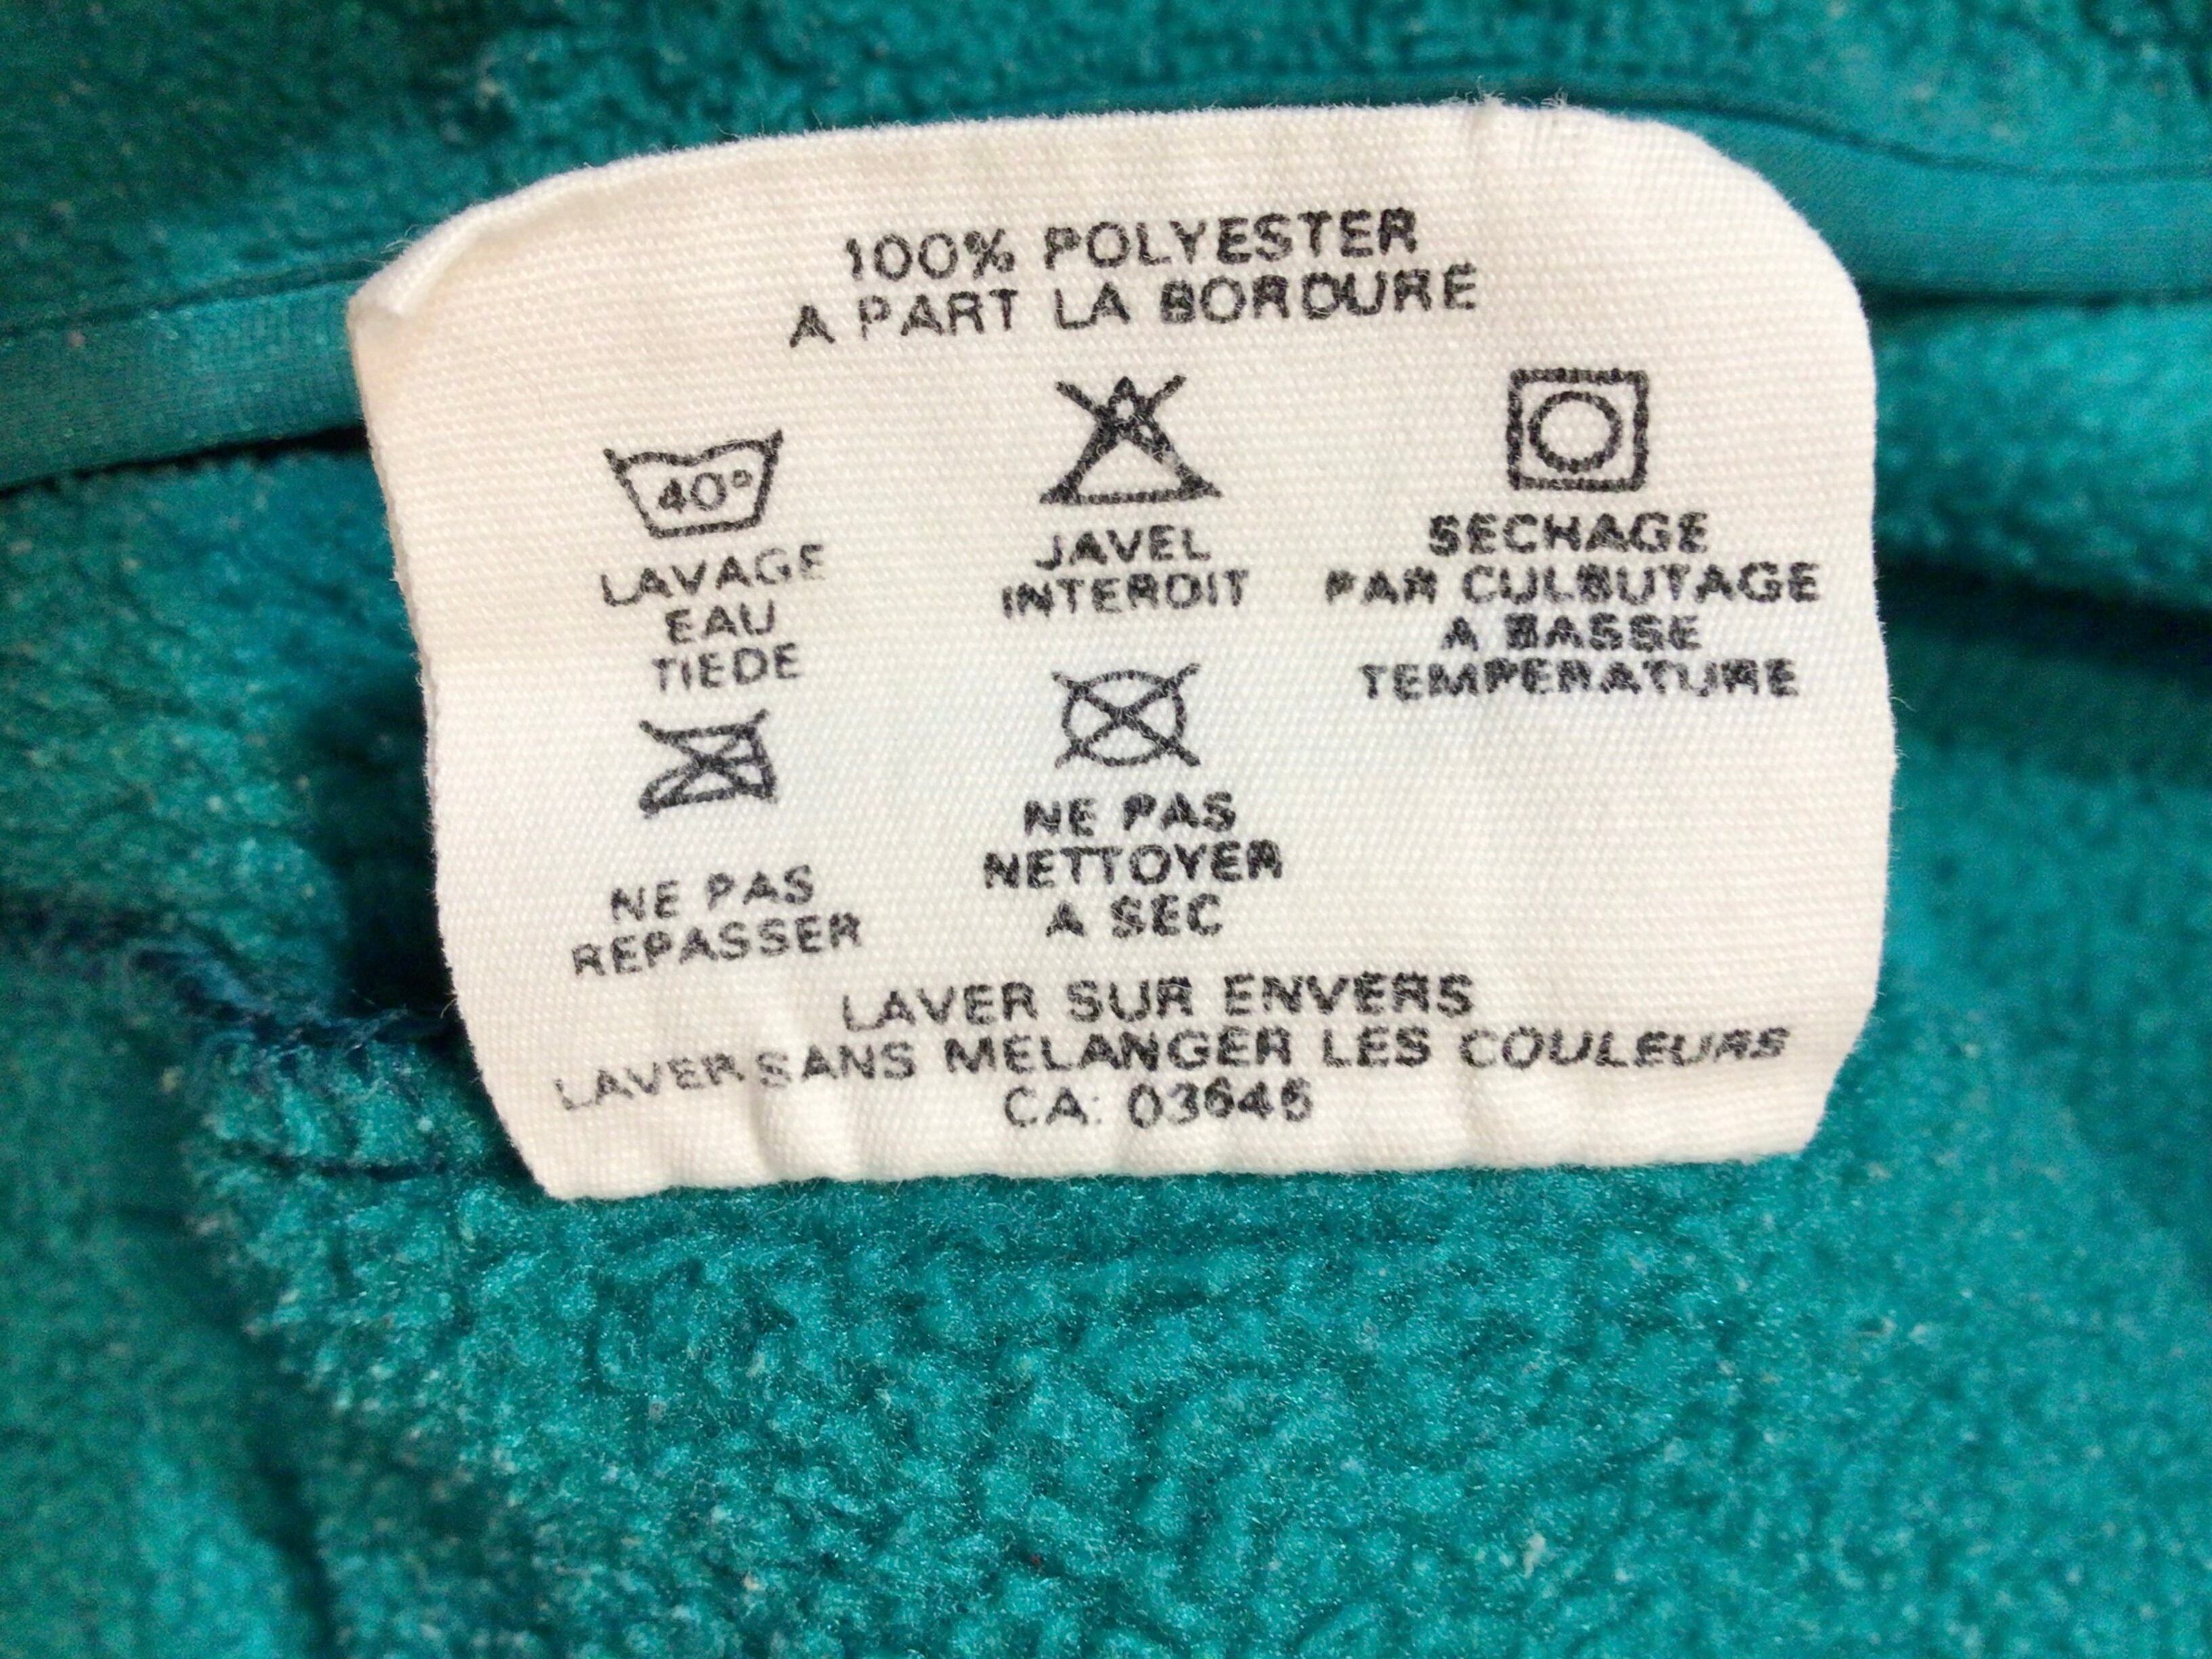 100% POLYESTER
A PART LA BORDURE
40°
LAVAGE
EAU
TIEDE
JAVEL
INTERDIT
SECHAGE
PAR CULBUTAGE
A BASSE
TEMPERATURE
NE PAS
REPASSER
NE PAS
NETTOYER
A SEC
LAVER SUR ENVERS
LAVER SANS MELANGER LES COULEURS
CA: 03646